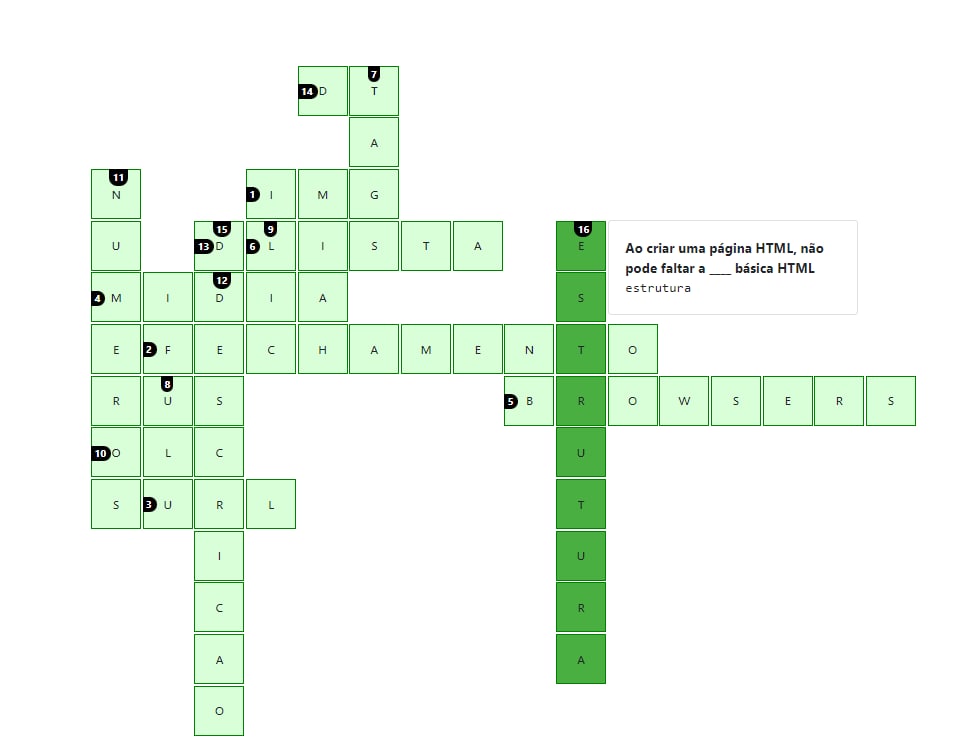 14 D 7 T
A
11 N 1 I M G
U 15 13 D 9 6 L I S T A 16 E
Ao criar uma página HTML, não
pode faltar a ____ básica HTML
estrutura
4 M I 12 D I A S
E 2 F E C H A M E N T O
R 8 U S 5 B R O W S E R S
10 O L C U
S 3 U R L T
I U
C R
A A
O